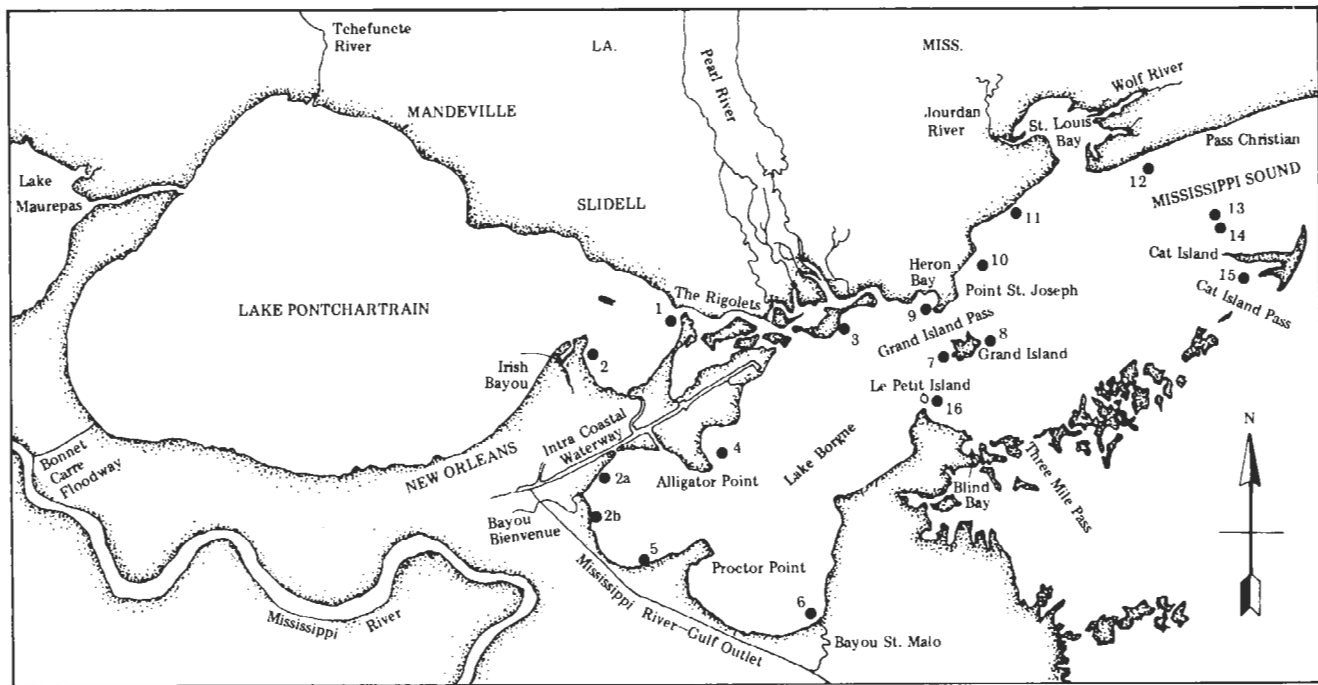 Tchefuncte
River
LA.
MISS.
Pearl River
Wolf River
Jourdan
River
St. Louis
Bay
MANDEVILLE
Pass Christian
Lake
Maurepas
12
MISSISSIPPI SOUND
SLIDELL
11
13
14
Cat Island
Heron
Bay
10
15
Cat Island Pass
LAKE PONTCHARTRAIN
1
The Rigolets
Point St. Joseph
9
3
Grand Island Pass
8
7
Grand Island
2
Irish
Bayou
Le Petit Island
16
N
Bonnet
Carre
Floodway
NEW ORLEANS
Intra Coastal
Waterway
4
Lake Borgne
Alligator Point
2a
Three Mile Pass
Blind
Bay
2b
Bayou
Bienvenue
5
Proctor Point
6
Mississippi River
Mississippi River-Gulf Outlet
Bayou St. Malo